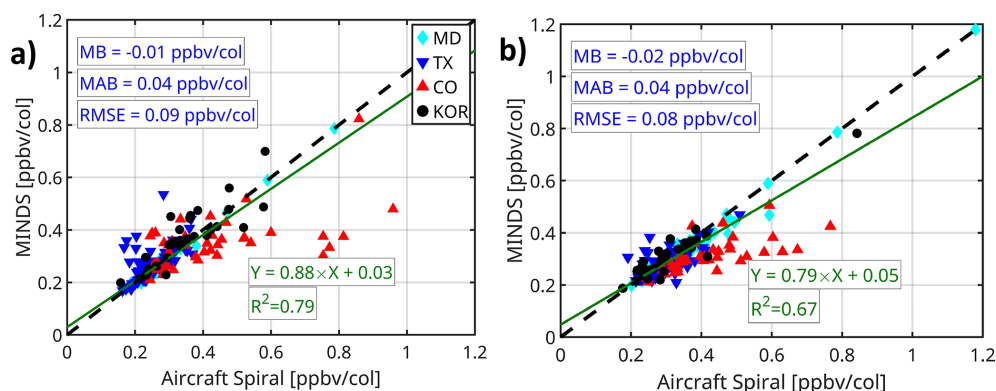 a)
MB = -0.01 ppbv/col
MAB = 0.04 ppbv/col
RMSE = 0.09 ppbv/col
MD
TX
CO
KOR
Y = 0.88×X + 0.03
R²=0.79
MINDS [ppbv/col]
1.2
1
0.8
0.6
0.4
0.2
0
0 0.2 0.4 0.6 0.8 1 1.2
Aircraft Spiral [ppbv/col]
b)
MB = -0.02 ppbv/col
MAB = 0.04 ppbv/col
RMSE = 0.08 ppbv/col
Y = 0.79×X + 0.05
R²=0.67
MINDS [ppbv/col]
1.2
1
0.8
0.6
0.4
0.2
0
0 0.2 0.4 0.6 0.8 1 1.2
Aircraft Spiral [ppbv/col]